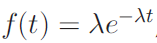 f(t) = λe^{−λt}